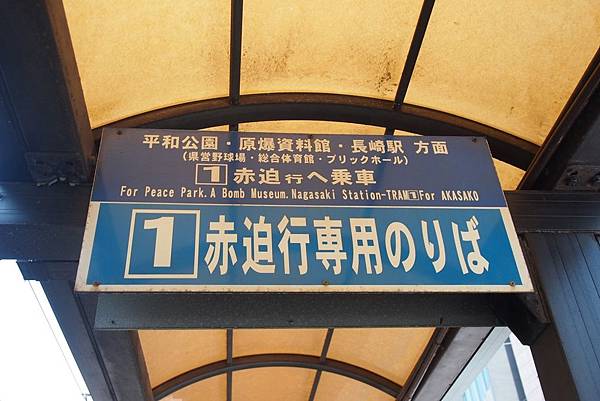 平和公園・原爆資料館・長崎駅 方面
(県営野球場・総合体育館・ブリックホール)
1赤迫行へ乗車
For Peace Park.A Bomb Museum.Nagasaki Station-TRAM1For AKASAKO
1赤迫行専用のりば